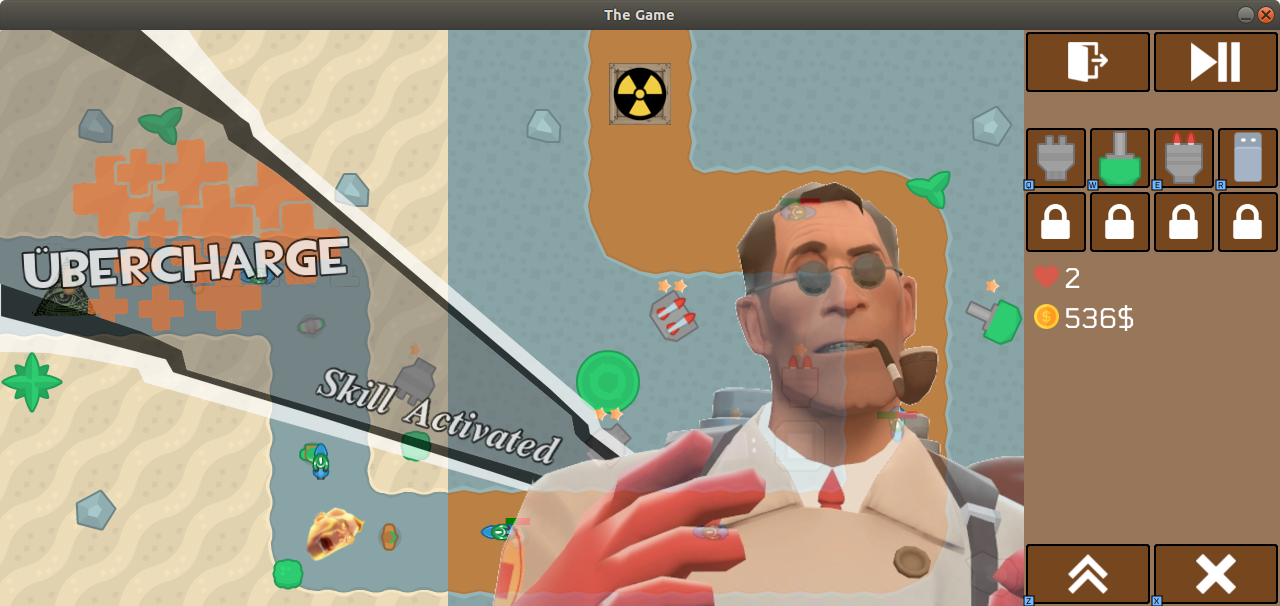 The Game
ÜBERCHARGE
Skill Activated
Q
W
E
R
2
536$
Z
X